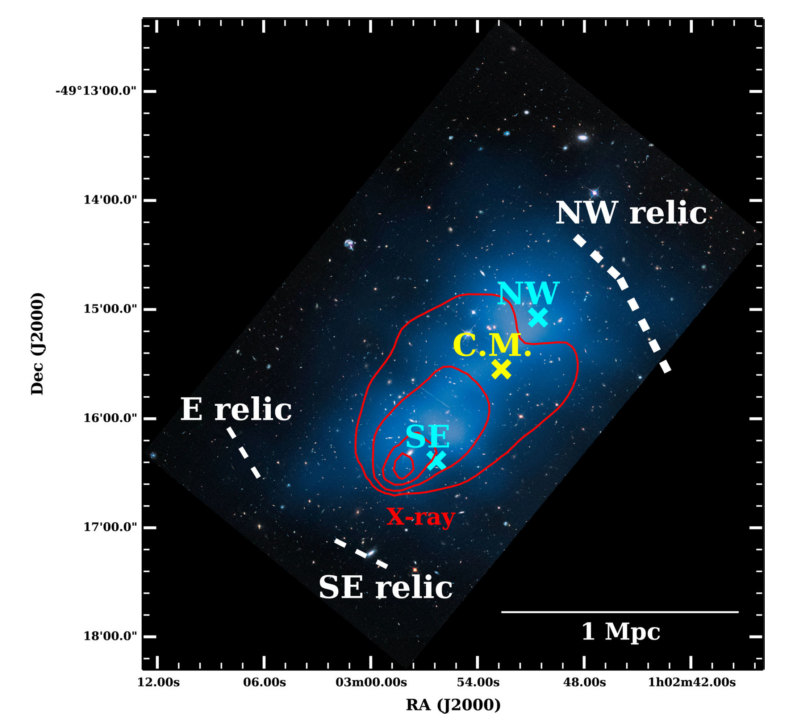 -49°13'00.0"
14'00.0"
NW relic
15'00.0"
NW
C.M.
Dec (J2000)
16'00.0"
E relic
SE
X-ray
17'00.0"
SE relic
1 Mpc
18'00.0"
12.00s 06.00s 03m00.00s 54.00s 48.00s 1h02m42.00s
RA (J2000)